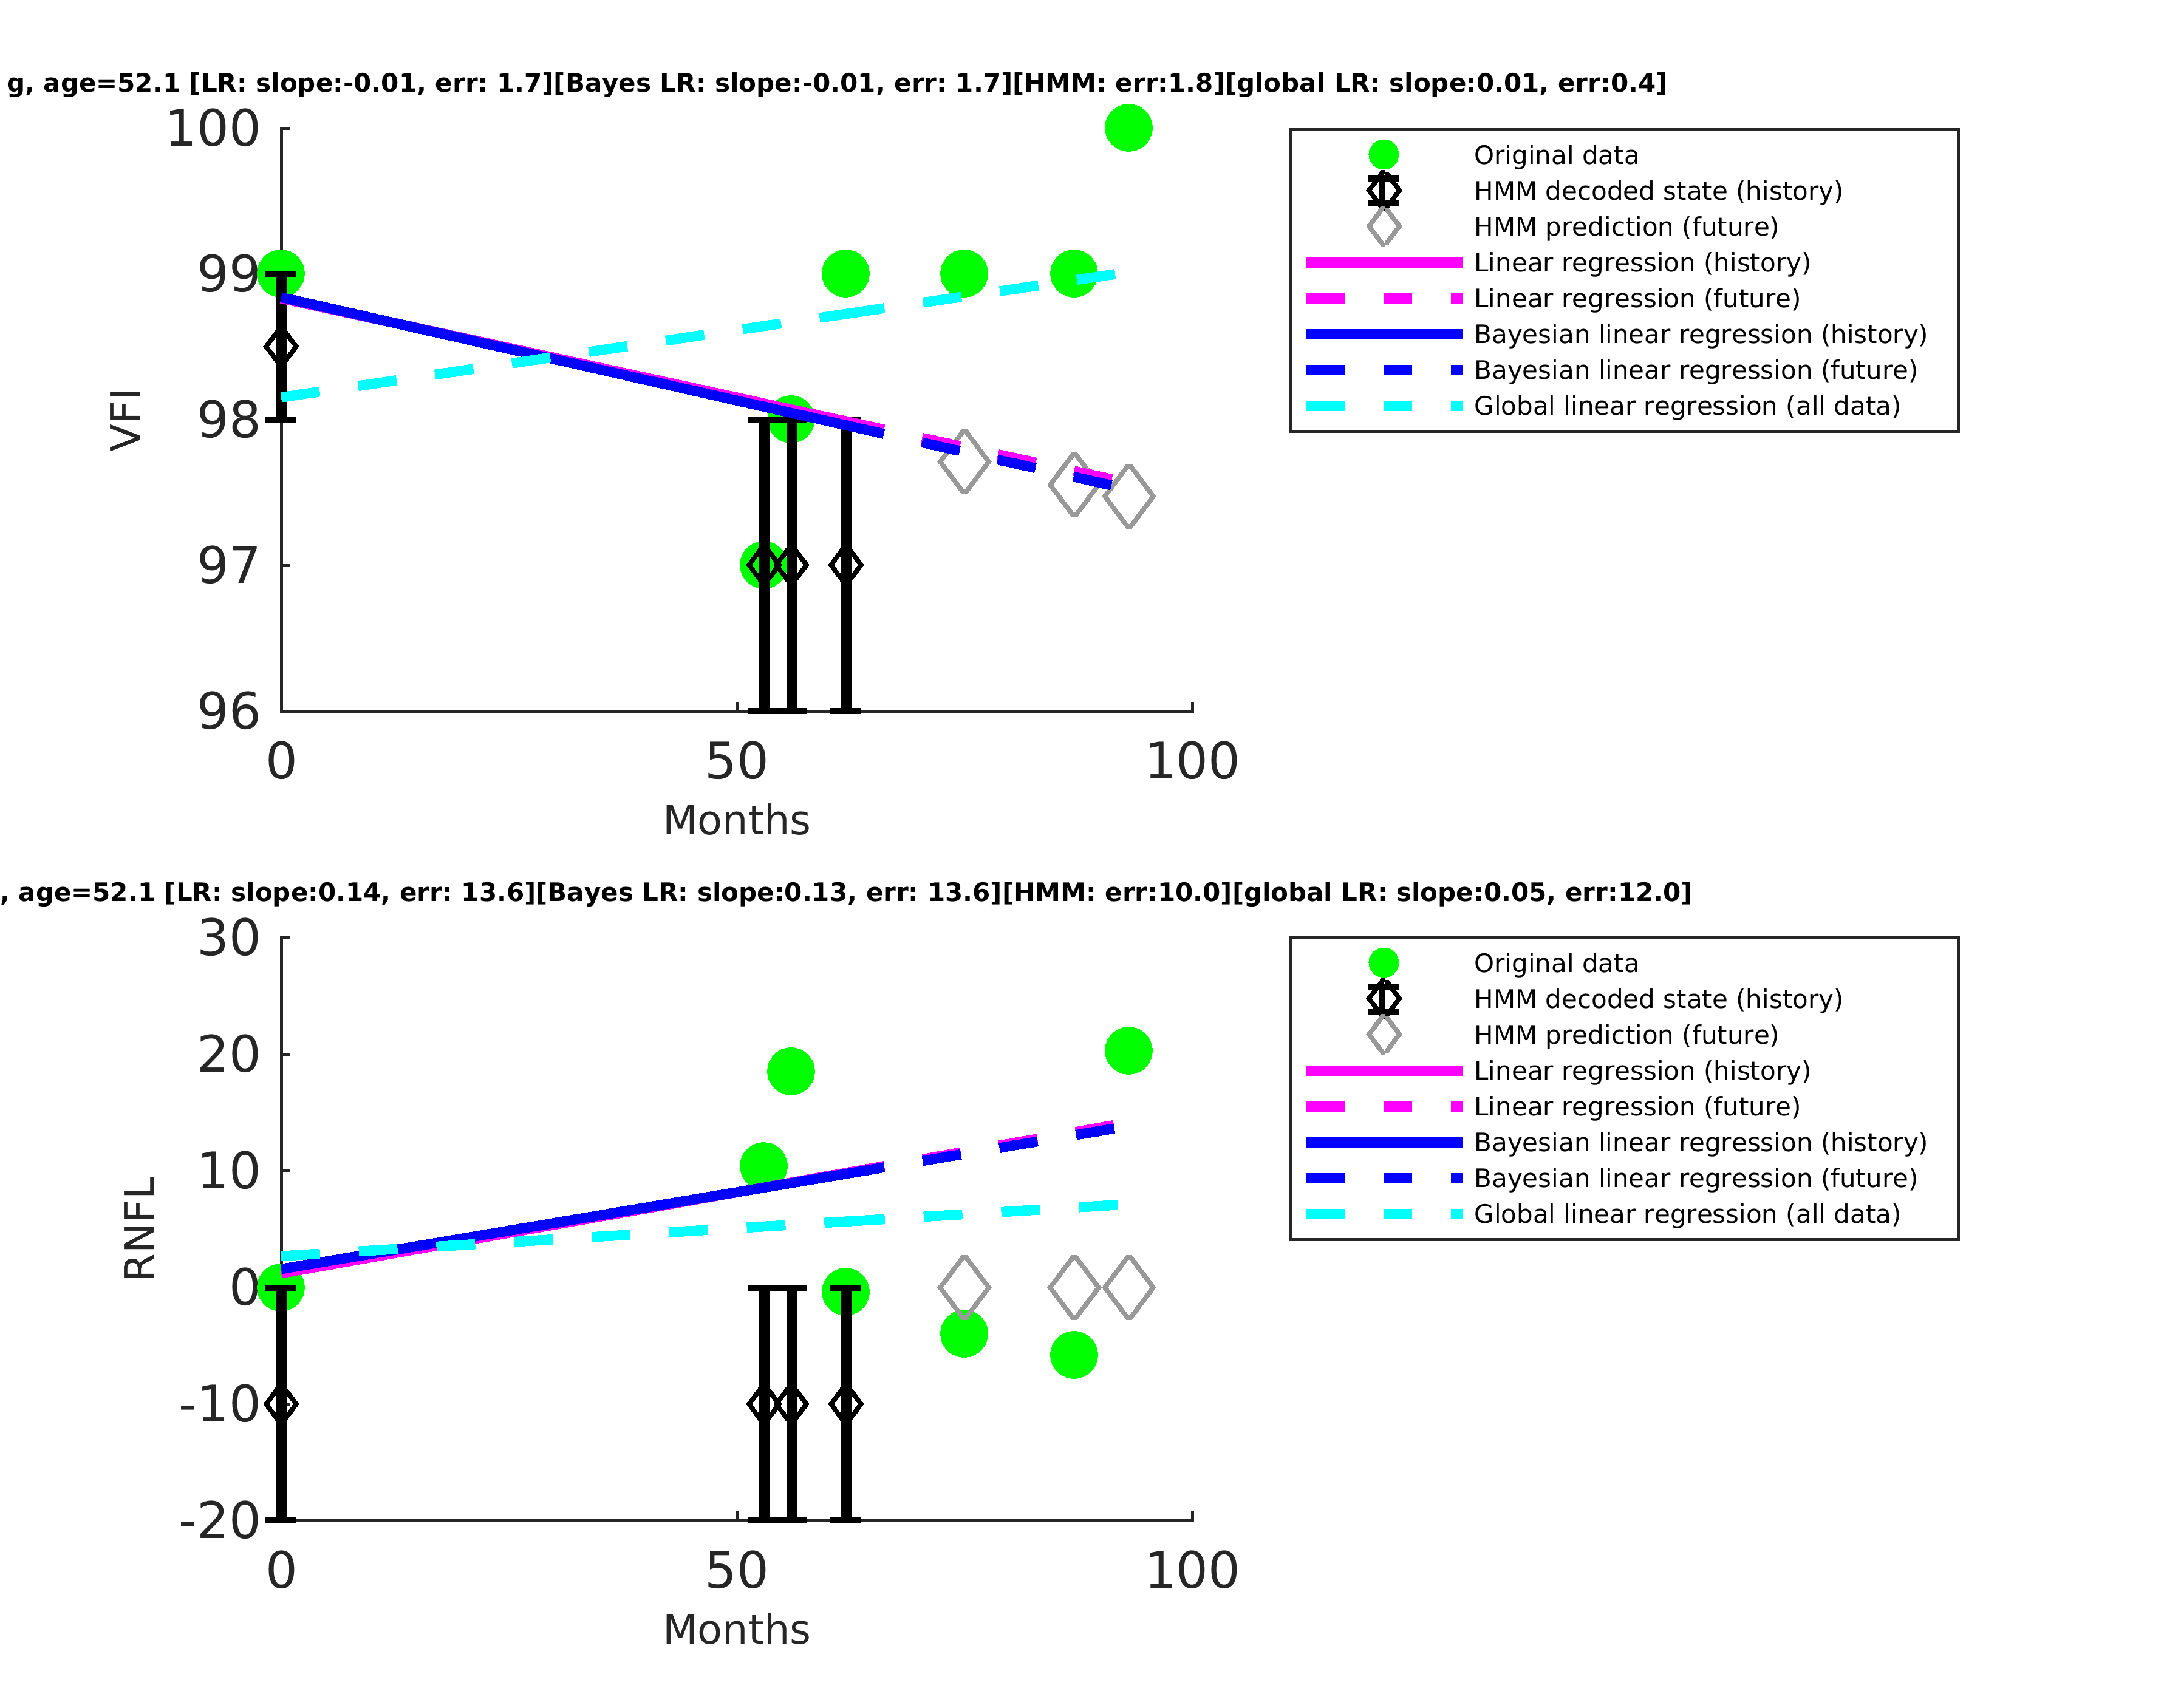 g, age=52.1 [LR: slope:-0.01, err: 1.7][Bayes LR: slope:-0.01, err: 1.7][HMM: err:1.8][global LR: slope:0.01, err:0.4]
100
99
98
97
96
VFI
0
50
100
Months
Original data
HMM decoded state (history)
HMM prediction (future)
Linear regression (history)
Linear regression (future)
Bayesian linear regression (history)
Bayesian linear regression (future)
Global linear regression (all data)
, age=52.1 [LR: slope:0.14, err: 13.6][Bayes LR: slope:0.13, err: 13.6][HMM: err:10.0][global LR: slope:0.05, err:12.0]
30
20
10
0
-10
-20
RNFL
0
50
100
Months
Original data
HMM decoded state (history)
HMM prediction (future)
Linear regression (history)
Linear regression (future)
Bayesian linear regression (history)
Bayesian linear regression (future)
Global linear regression (all data)